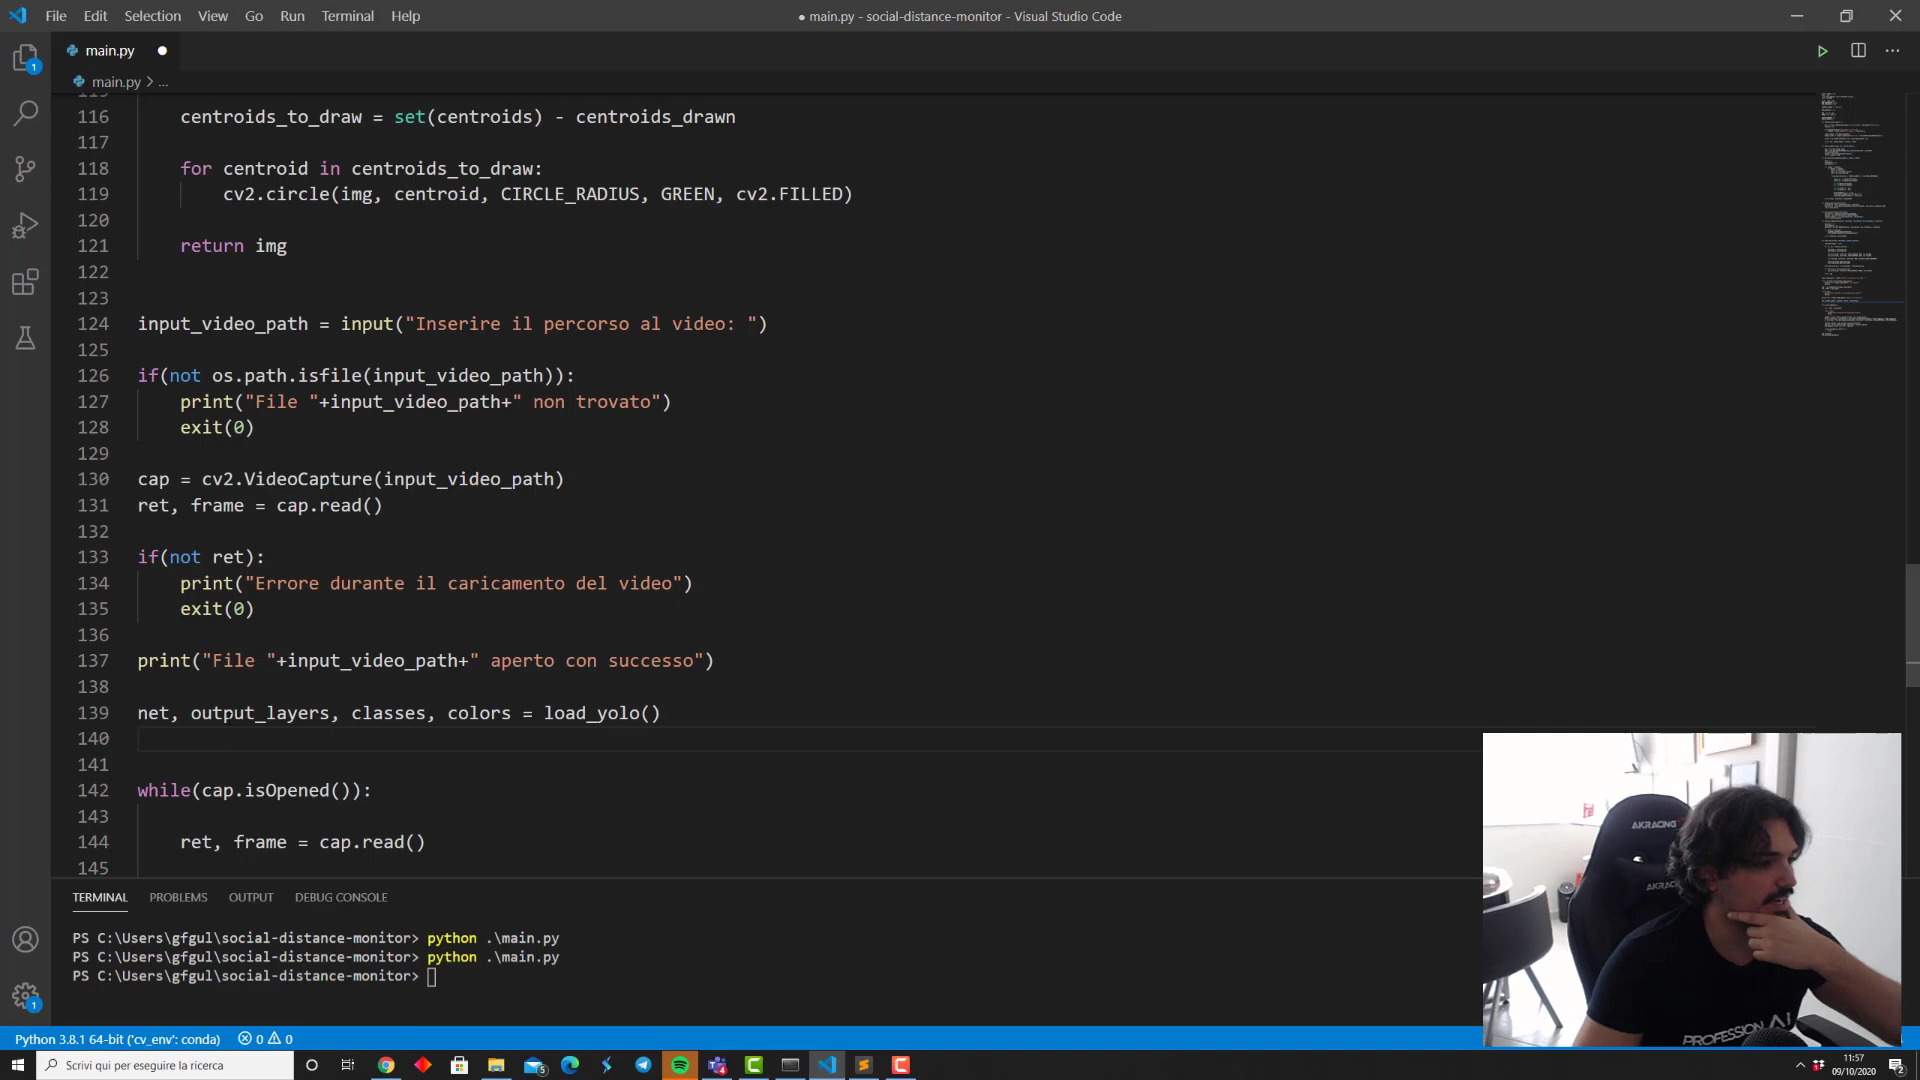 File Edit Selection View Go Run Terminal Help
● main.py - social-distance-monitor - Visual Studio Code
main.py
main.py > ...
116 centroids_to_draw = set(centroids) - centroids_drawn
117
118 for centroid in centroids_to_draw:
119 cv2.circle(img, centroid, CIRCLE_RADIUS, GREEN, cv2.FILLED)
120
121 return img
122
123
124 input_video_path = input("Inserire il percorso al video: ")
125
126 if(not os.path.isfile(input_video_path)):
127 print("File "+input_video_path+" non trovato")
128 exit(0)
129
130 cap = cv2.VideoCapture(input_video_path)
131 ret, frame = cap.read()
132
133 if(not ret):
134 print("Errore durante il caricamento del video")
135 exit(0)
136
137 print("File "+input_video_path+" aperto con successo")
138
139 net, output_layers, classes, colors = load_yolo()
140
141
142 while(cap.isOpened()):
143
144 ret, frame = cap.read()
145
TERMINAL PROBLEMS OUTPUT DEBUG CONSOLE
PS C:\Users\gfgul\social-distance-monitor> python .\main.py
PS C:\Users\gfgul\social-distance-monitor> python .\main.py
PS C:\Users\gfgul\social-distance-monitor>
AKRACING
AKRACING
PROFESSION AI
Python 3.8.1 64-bit ('cv_env': conda) 0 0
Scrivi qui per eseguire la ricerca
11:57
09/10/2020